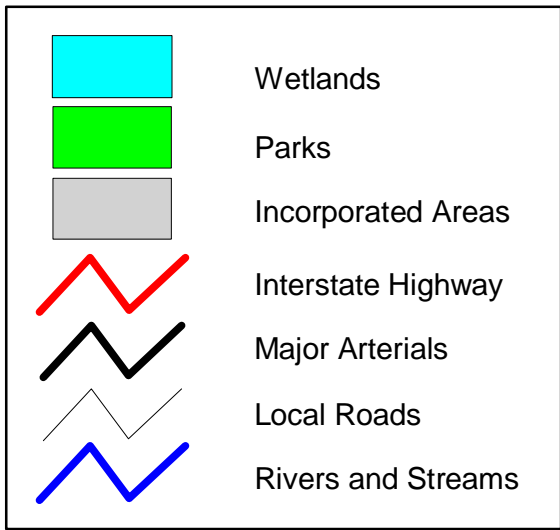 Wetlands
Parks
Incorporated Areas
Interstate Highway
Major Arterials
Local Roads
Rivers and Streams